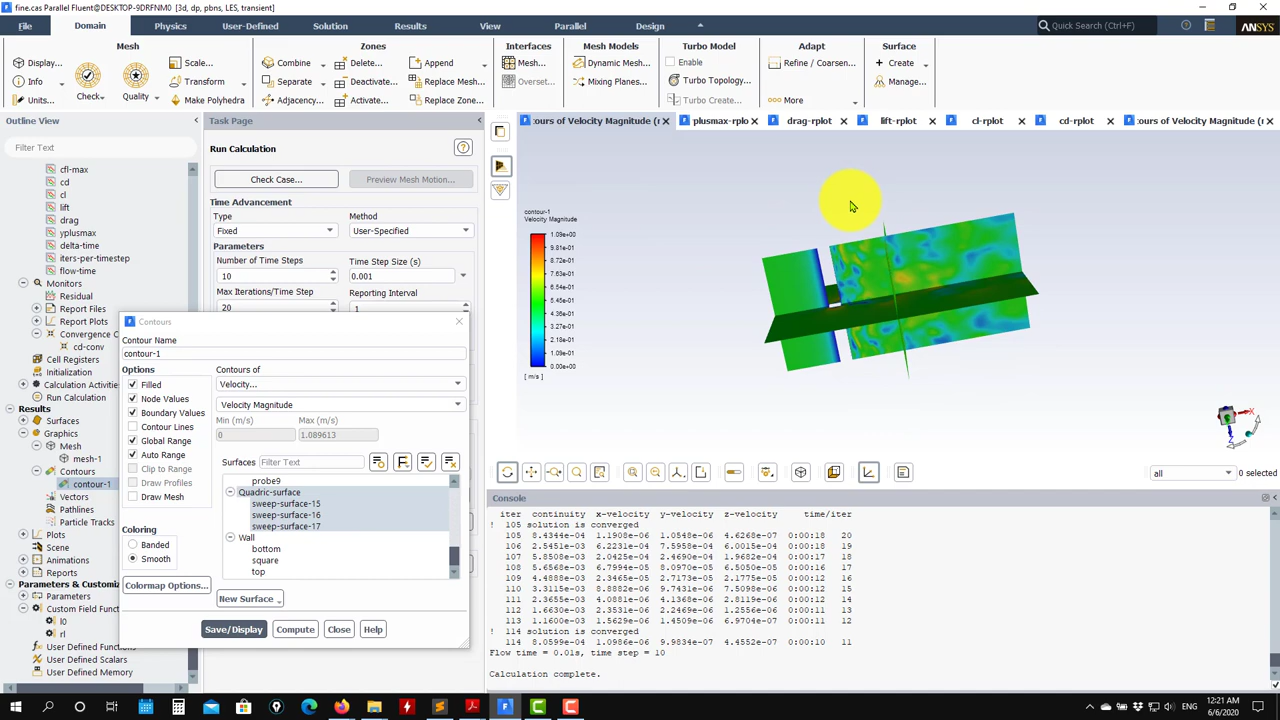 fine.cas Parallel Fluent@DESKTOP-9DRFNM0 [3d, dp, pbns, LES, transient]
File Domain Physics User-Defined Solution Results View Parallel Design Quick Search (Ctrl+F) ANSYS
Mesh Zones Interfaces Mesh Models Turbo Model Adapt Surface
Display... Scale... Combine Delete... Append Mesh... Dynamic Mesh... Enable Refine / Coarsen... Create
Info Transform Separate Deactivate... Replace Mesh... Overset... Mixing Planes... Turbo Topology... Manage...
Units... Check Quality Make Polyhedra Adjacency... Activate... Replace Zone... Turbo Create... More
Outline View
Filter Text
cfl-max
cd
cl
lift
drag
yplusmax
delta-time
iters-per-timestep
flow-time
Monitors
Residual
Report Files
Report Plots
Convergence C
cd-conv
Cell Registers
Initialization
Calculation Activitie
Run Calculation
Results
Surfaces
Graphics
Mesh
mesh-1
Contours
contour-1
Vectors
Pathlines
Particle Tracks
Plots
Scene
Animations
Reports
Parameters & Customiza
Parameters
Custom Field Func
l0
rl
User Defined Functio
User Defined Scalars
User Defined Memory
Task Page
Run Calculation
Check Case... Preview Mesh Motion...
Time Advancement
Type Method
Fixed User-Specified
Parameters
Number of Time Steps Time Step Size (s)
10 0.001
Max Iterations/Time Step Reporting Interval
20 1
Contours
Contour Name
contour-1
Options
Filled
Node Values
Boundary Values
Contour Lines
Global Range
Auto Range
Clip to Range
Draw Profiles
Draw Mesh
Coloring
Banded
Smooth
Colormap Options...
Contours of
Velocity...
Velocity Magnitude
Min (m/s) Max (m/s)
0 1.089613
Surfaces Filter Text
probe9
Quadric-surface
sweep-surface-15
sweep-surface-16
sweep-surface-17
Wall
bottom
square
top
New Surface
Save/Display Compute Close Help
:ours of Velocity Magnitude (r plusmax-rplo drag-rplot lift-rplot cl-rplot cd-rplot :ours of Velocity Magnitude (r
contour-1
Velocity Magnitude
1.09e+00
9.81e-01
8.72e-01
7.63e-01
6.54e-01
5.45e-01
4.36e-01
3.27e-01
2.18e-01
1.09e-01
0.00e+00
[ m/s ]
all 0 selected
Console
iter continuity x-velocity y-velocity z-velocity time/iter
! 105 solution is converged
105 8.4344e-04 1.1908e-06 1.0548e-06 4.6268e-07 0:00:18 20
106 2.5451e-03 6.2231e-04 7.5958e-04 6.0015e-04 0:00:18 19
107 5.8508e-03 2.0425e-04 2.4690e-04 1.9682e-04 0:00:17 18
108 5.6568e-03 6.7994e-05 8.0970e-05 6.5050e-05 0:00:16 17
109 4.4888e-03 2.3465e-05 2.7173e-05 2.1775e-05 0:00:12 16
110 3.3115e-03 8.8882e-06 9.7431e-06 7.5098e-06 0:00:12 15
111 2.3655e-03 4.0881e-06 4.1368e-06 2.8119e-06 0:00:12 14
112 1.6630e-03 2.3531e-06 2.2469e-06 1.2556e-06 0:00:11 13
113 1.1600e-03 1.5629e-06 1.4509e-06 6.9704e-07 0:00:11 12
! 114 solution is converged
114 8.0599e-04 1.0986e-06 9.9834e-07 4.4552e-07 0:00:10 11
Flow time = 0.01s, time step = 10
Calculation complete.
ENG
12:21 AM
6/6/2020